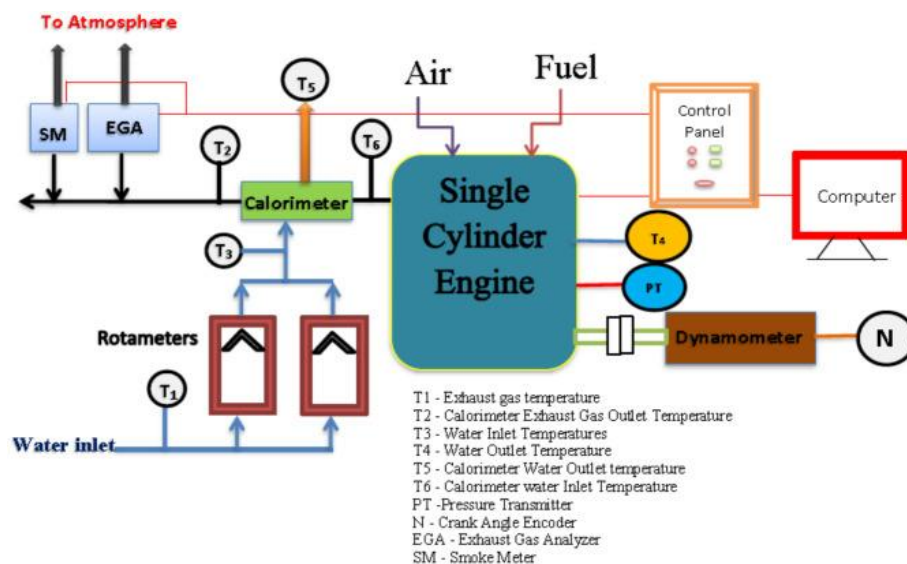 To Atmosphere
SM
EGA
T2
T5
T6
Air
Fuel
Control
Panel
Computer
Calorimeter
Single
Cylinder
Engine
T3
T4
PT
Rotameters
Dynamometer
N
T1
Water inlet
T1 - Exhaust gas temperature
T2 - Calorimeter Exhaust Gas Outlet Temperature
T3 - Water Inlet Temperatures
T4 - Water Outlet Temperature
T5 - Calorimeter Water Outlet temperature
T6 - Calorimeter water Inlet Temperature
PT -Pressure Transmitter
N - Crank Angle Encoder
EGA - Exhaust Gas Analyzer
SM - Smoke Meter